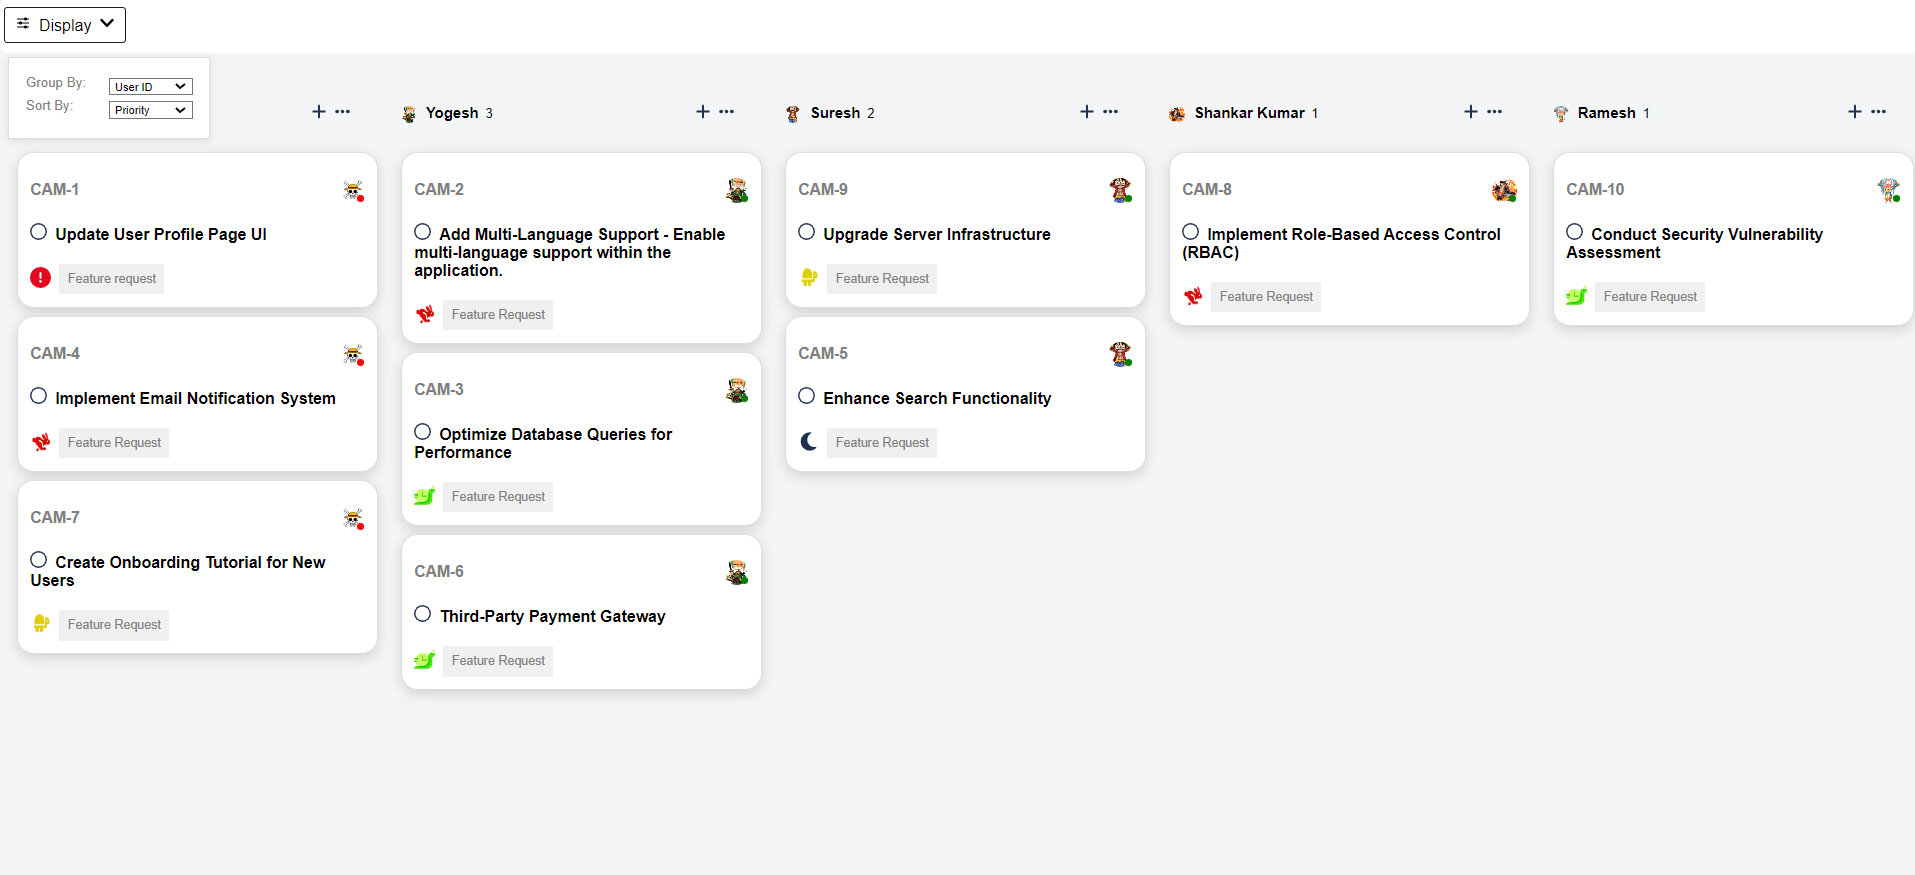 Display
Group By: User ID
Sort By: Priority
Yogesh 3
Suresh 2
Shankar Kumar 1
Ramesh 1
CAM-1
Update User Profile Page UI
Feature request
CAM-4
Implement Email Notification System
Feature Request
CAM-7
Create Onboarding Tutorial for New
Users
Feature Request
CAM-2
Add Multi-Language Support - Enable
multi-language support within the
application.
Feature Request
CAM-3
Optimize Database Queries for
Performance
Feature Request
CAM-6
Third-Party Payment Gateway
Feature Request
CAM-9
Upgrade Server Infrastructure
Feature Request
CAM-5
Enhance Search Functionality
Feature Request
CAM-8
Implement Role-Based Access Control
(RBAC)
Feature Request
CAM-10
Conduct Security Vulnerability
Assessment
Feature Request